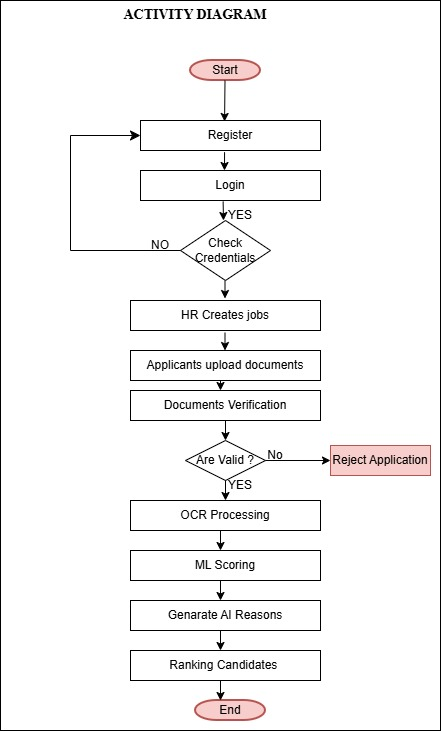 ACTIVITY DIAGRAM
Start
Register
Login
YES
NO
Check
Credentials
HR Creates jobs
Applicants upload documents
Documents Verification
Are Valid ?
No
Reject Application
YES
OCR Processing
ML Scoring
Genarate AI Reasons
Ranking Candidates
End